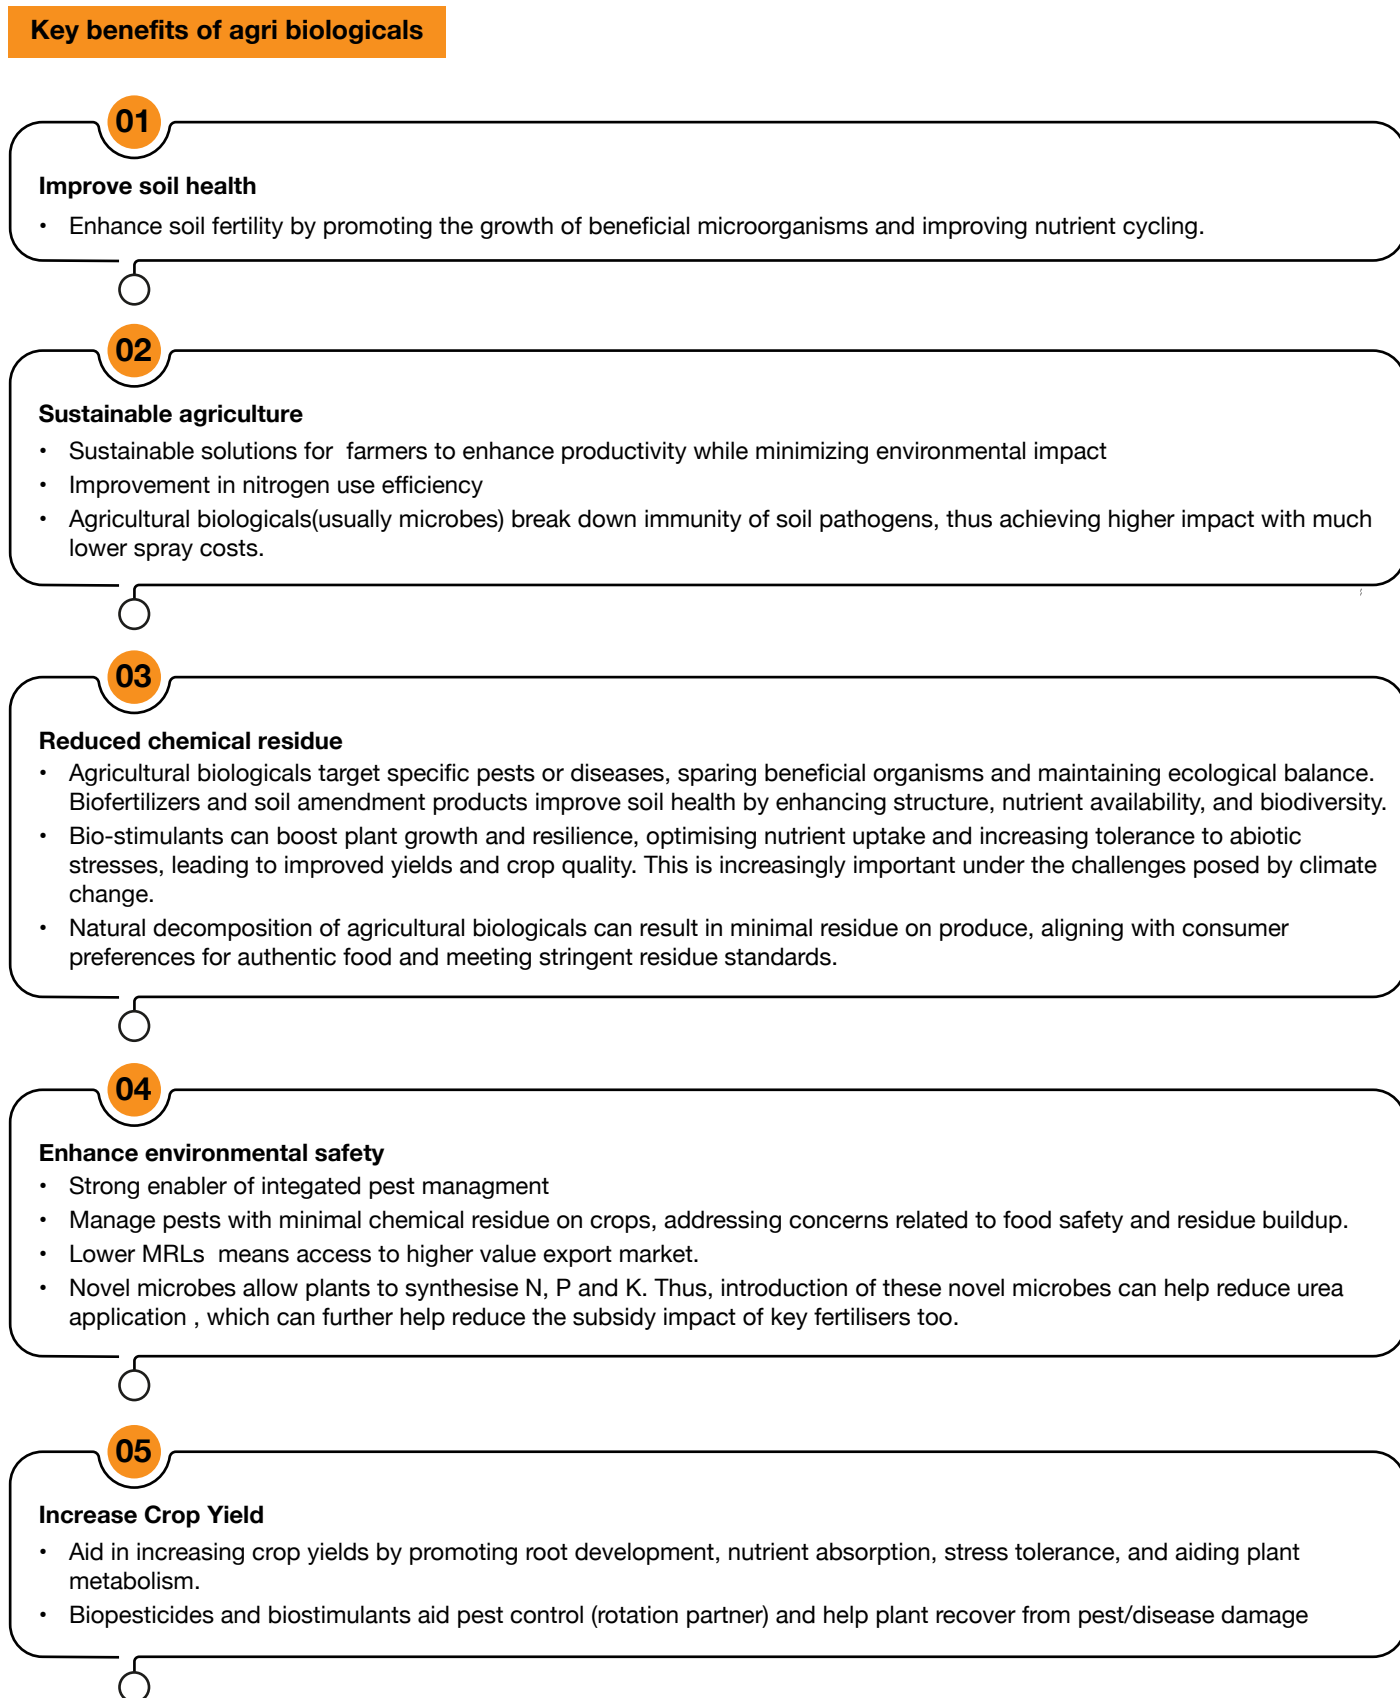 Key benefits of agri biologicals
01
Improve soil health
• Enhance soil fertility by promoting the growth of beneficial microorganisms and improving nutrient cycling.
02
Sustainable agriculture
• Sustainable solutions for  farmers to enhance productivity while minimizing environmental impact
• Improvement in nitrogen use efficiency
• Agricultural biologicals(usually microbes) break down immunity of soil pathogens, thus achieving higher impact with much
lower spray costs.
03
Reduced chemical residue
• Agricultural biologicals target specific pests or diseases, sparing beneficial organisms and maintaining ecological balance.
Biofertilizers and soil amendment products improve soil health by enhancing structure, nutrient availability, and biodiversity.
• Bio-stimulants can boost plant growth and resilience, optimising nutrient uptake and increasing tolerance to abiotic
stresses, leading to improved yields and crop quality. This is increasingly important under the challenges posed by climate
change.
• Natural decomposition of agricultural biologicals can result in minimal residue on produce, aligning with consumer
preferences for authentic food and meeting stringent residue standards.
04
Enhance environmental safety
• Strong enabler of integated pest managment
• Manage pests with minimal chemical residue on crops, addressing concerns related to food safety and residue buildup.
• Lower MRLs  means access to higher value export market.
• Novel microbes allow plants to synthesise N, P and K. Thus, introduction of these novel microbes can help reduce urea
application , which can further help reduce the subsidy impact of key fertilisers too.
05
Increase Crop Yield
• Aid in increasing crop yields by promoting root development, nutrient absorption, stress tolerance, and aiding plant
metabolism.
• Biopesticides and biostimulants aid pest control (rotation partner) and help plant recover from pest/disease damage